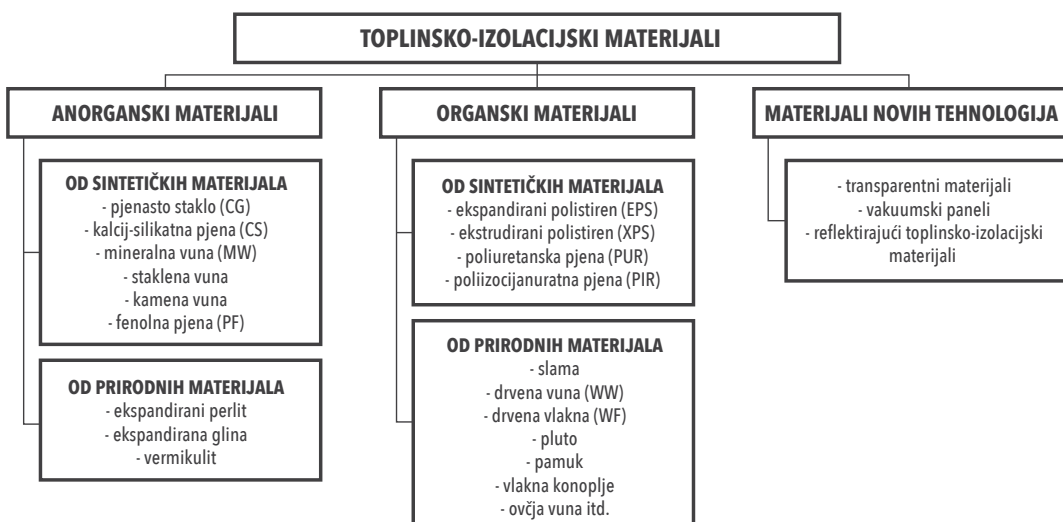 TOPLINSKO-IZOLACIJSKI MATERIJALI
ANORGANSKI MATERIJALI
OD SINTETIČKIH MATERIJALA
- pjenasto staklo (CG)
- kalcij-silikatna pjena (CS)
- mineralna vuna (MW)
- staklena vuna
- kamena vuna
- fenolna pjena (PF)
OD PRIRODNIH MATERIJALA
- ekspandirani perlit
- ekspandirana glina
- vermikulit
ORGANSKI MATERIJALI
OD SINTETIČKIH MATERIJALA
- ekspandirani polistiren (EPS)
- ekstrudirani polistiren (XPS)
- poliuretanska pjena (PUR)
- poliizocijanuratna pjena (PIR)
OD PRIRODNIH MATERIJALA
- slama
- drvena vuna (WW)
- drvena vlakna (WF)
- pluto
- pamuk
- vlakna konoplje
- ovčja vuna itd.
MATERIJALI NOVIH TEHNOLOGIJA
- transparentni materijali
- vakuumski paneli
- reflektirajući toplinsko-izolacijski
materijali